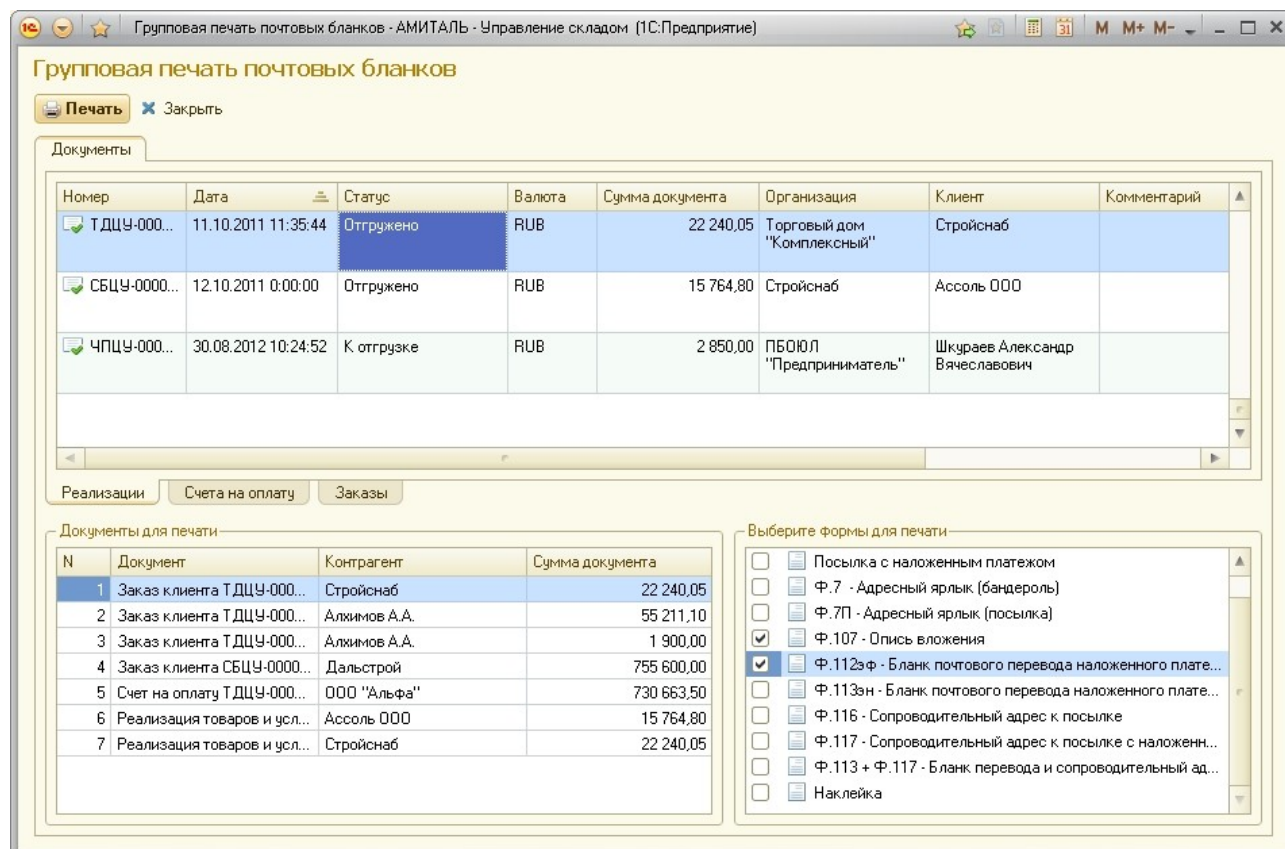 Групповая печать почтовых бланков - АМИТАЛЬ - Управление складом (1С:Предприятие)
M M+ M-
Групповая печать почтовых бланков
Печать Закрыть
Документы
Номер Дата Статус Валюта Сумма документа Организация Клиент Комментарий
ТДЦУ-000... 11.10.2011 11:35:44 Отгружено RUB 22 240,05 Торговый дом Стройснаб
"Комплексный"
СБЦУ-0000... 12.10.2011 0:00:00 Отгружено RUB 15 764,80 Стройснаб Ассоль ООО
ЧПЦУ-000... 30.08.2012 10:24:52 К отгрузке RUB 2 850,00 ПБОЮЛ Шкураев Александр
"Предприниматель" Вячеславович
Реализации Счета на оплату Заказы
Документы для печати
N Документ Контрагент Сумма документа
1 Заказ клиента ТДЦУ-000... Стройснаб 22 240,05
2 Заказ клиента ТДЦУ-000... Алхимов А.А. 55 211,10
3 Заказ клиента ТДЦУ-000... Алхимов А.А. 1 900,00
4 Заказ клиента СБЦУ-0000... Дальстрой 755 600,00
5 Счет на оплату ТДЦУ-000... ООО "Альфа" 730 663,50
6 Реализация товаров и усл... Ассоль ООО 15 764,80
7 Реализация товаров и усл... Стройснаб 22 240,05
Выберите формы для печати
Посылка с наложенным платежом
Ф.7 - Адресный ярлык (бандероль)
Ф.7П - Адресный ярлык (посылка)
Ф.107 - Опись вложения
Ф.112эф - Бланк почтового перевода наложенного плате...
Ф.113эн - Бланк почтового перевода наложенного плате...
Ф.116 - Сопроводительный адрес к посылке
Ф.117 - Сопроводительный адрес к посылке с наложенн...
Ф.113 + Ф.117 - Бланк перевода и сопроводительный ад...
Наклейка